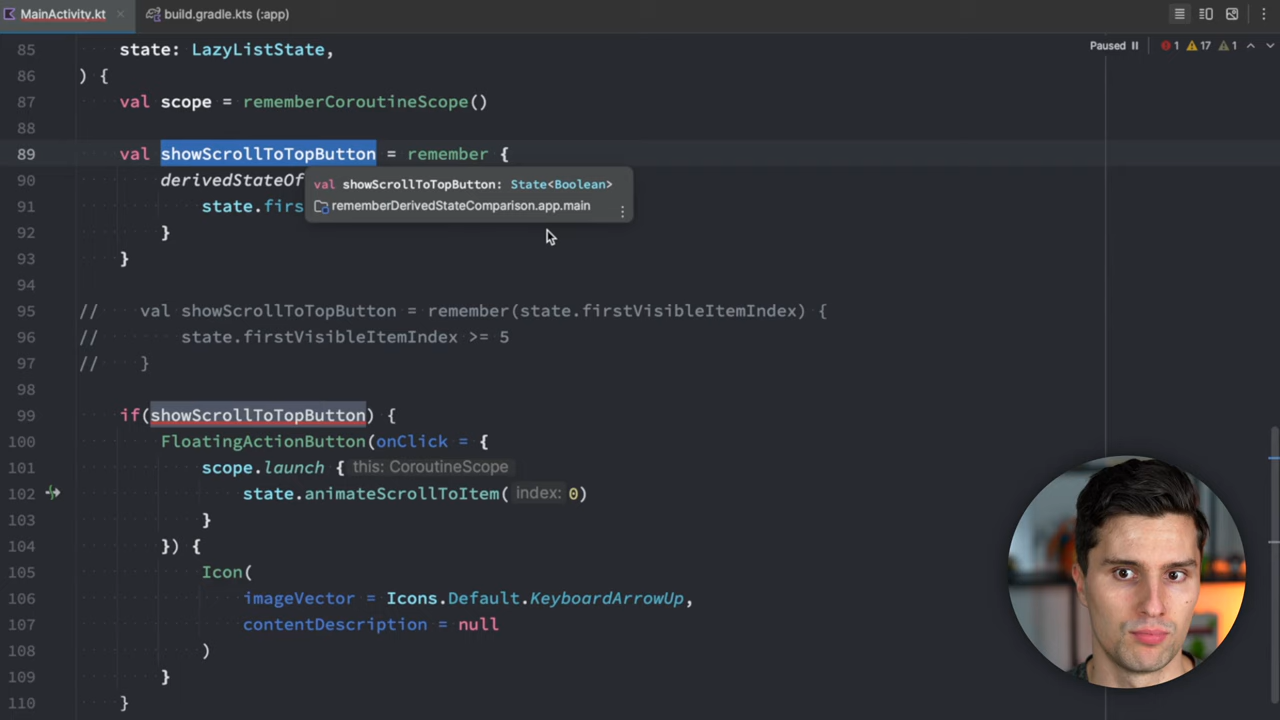 MainActivity.kt
build.gradle.kts (:app)
Paused 1 17 1
85 state: LazyListState,
86 ) {
87 val scope = rememberCoroutineScope()
88
89 val showScrollToTopButton = remember {
90 derivedStateOf
val showScrollToTopButton: State<Boolean>
91 state.firs
rememberDerivedStateComparison.app.main
92 }
93 }
94
95 // val showScrollToTopButton = remember(state.firstVisibleItemIndex) {
96 // state.firstVisibleItemIndex >= 5
97 // }
98
99 if(showScrollToTopButton) {
100 FloatingActionButton(onClick = {
101 scope.launch { this: CoroutineScope
102 state.animateScrollToItem( index: 0)
103 }
104 }) {
105 Icon(
106 imageVector = Icons.Default.KeyboardArrowUp,
107 contentDescription = null
108 )
109 }
110 }